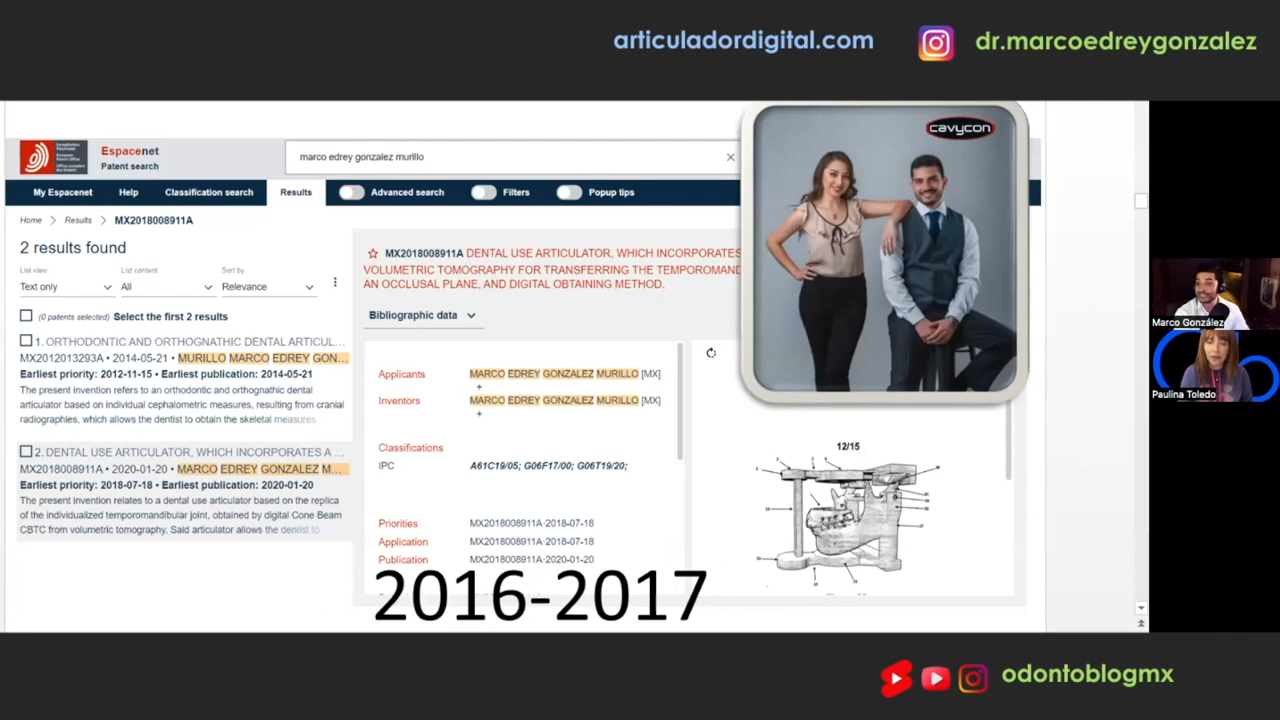 articuladordigital.com
dr.marcoedreygonzalez
cavycon
Espacenet
Patent search
marco edrey gonzalez murillo
My Espacenet
Help
Classification search
Results
Advanced search
Filters
Popup tips
Home
Results
MX2018008911A
2 results found
List view
List content
Sort by
Text only
All
Relevance
(0 patents selected) Select the first 2 results
1. ORTHODONTIC AND ORTHOGNATHIC DENTAL ARTICUL...
MX2012013293A • 2014-05-21 • MURILLO MARCO EDREY GON...
Earliest priority: 2012-11-15 • Earliest publication: 2014-05-21
The present invention refers to an orthodontic and orthognathic dental
articulator based on individual cephalometric measures, resulting from cranial
radiographies, which allows the dentist to obtain the skeletal measures
2. DENTAL USE ARTICULATOR, WHICH INCORPORATES A ...
MX2018008911A • 2020-01-20 • MARCO EDREY GONZALEZ M...
Earliest priority: 2018-07-18 • Earliest publication: 2020-01-20
The present invention relates to a dental use articulator based on the replica
of the individualized temporomandibular joint, obtained by digital Cone Beam
CBTC from volumetric tomography. Said articulator allows the dentist to
MX2018008911A DENTAL USE ARTICULATOR, WHICH INCORPORATES
VOLUMETRIC TOMOGRAPHY FOR TRANSFERRING THE TEMPOROMAND
AN OCCLUSAL PLANE, AND DIGITAL OBTAINING METHOD.
Bibliographic data
Applicants
MARCO EDREY GONZALEZ MURILLO [MX]
+
Inventors
MARCO EDREY GONZALEZ MURILLO [MX]
+
Classifications
IPC
A61C19/05; G06F17/00; G06T19/20;
Priorities
MX2018008911A·2018-07-18
Application
MX2018008911A·2018-07-18
Publication
MX2018008911A·2020-01-20
12/15
2016-2017
Marco González
Paulina Toledo
odontoblogmx